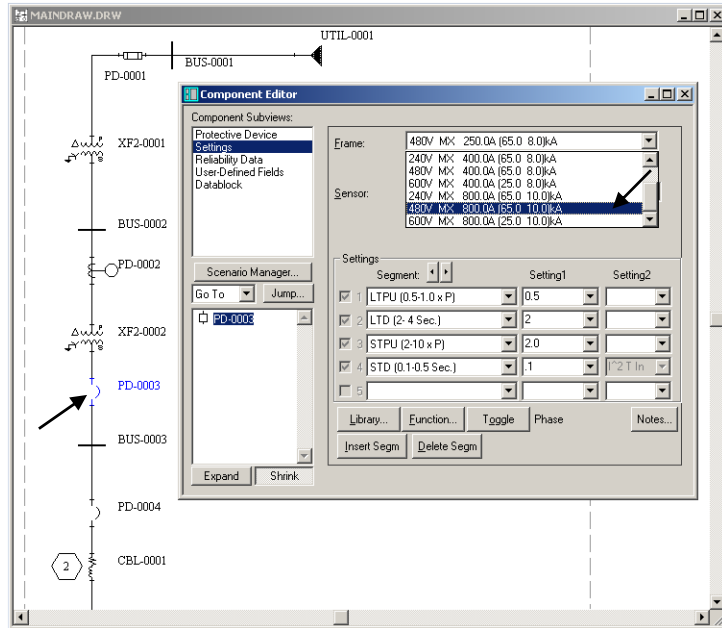 MAINDRAW.DRW
UTIL-0001
BUS-0001
PD-0001
XF2-0001
BUS-0002
PD-0002
XF2-0002
PD-0003
BUS-0003
PD-0004
CBL-0001
2
Component Editor
Component Subviews:
Protective Device
Settings
Reliability Data
User-Defined Fields
Datablock
Scenario Manager...
Go To
Jump...
PD-0003
Expand
Shrink
Frame:
480V MX 250.0A (65.0 8.0)kA
240V MX 400.0A (65.0 8.0)kA
480V MX 400.0A (65.0 8.0)kA
600V MX 400.0A (25.0 8.0)kA
240V MX 800.0A (65.0 10.0)kA
480V MX 800.0A (65.0 10.0)kA
600V MX 800.0A (25.0 10.0)kA
Sensor:
Settings
Segment:
Setting1
Setting2
1 LTPU (0.5-1.0 x P) 0.5
2 LTD (2- 4 Sec.) 2
3 STPU (2-10 x P) 2.0
4 STD (0.1-0.5 Sec.) .1 I^2 T In
5
Library...
Function...
Toggle
Phase
Notes...
Insert Segm
Delete Segm